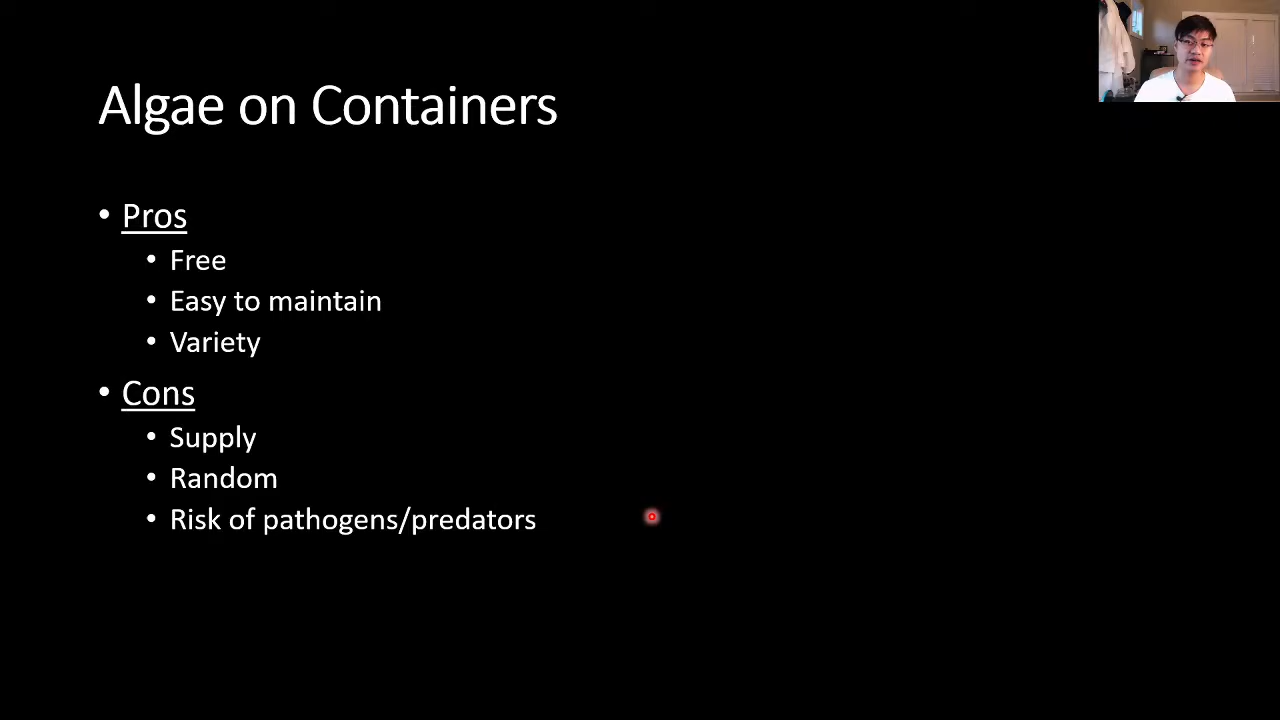 Algae on Containers
• Pros
• Free
• Easy to maintain
• Variety
• Cons
• Supply
• Random
• Risk of pathogens/predators